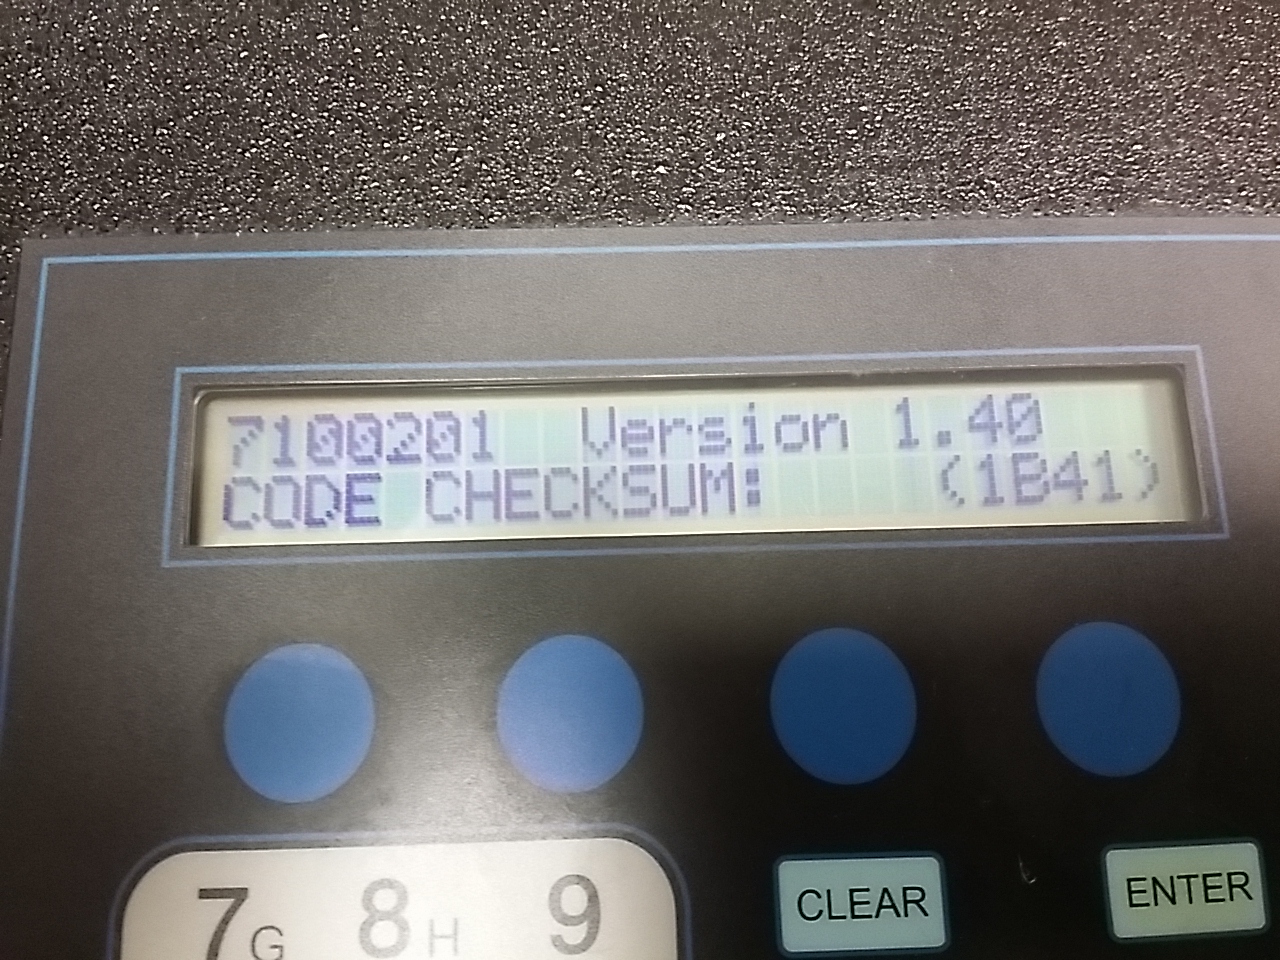 7100201 Version 1.40
CODE CHECKSUM: (1B41)
7G 8H 9 CLEAR ENTER